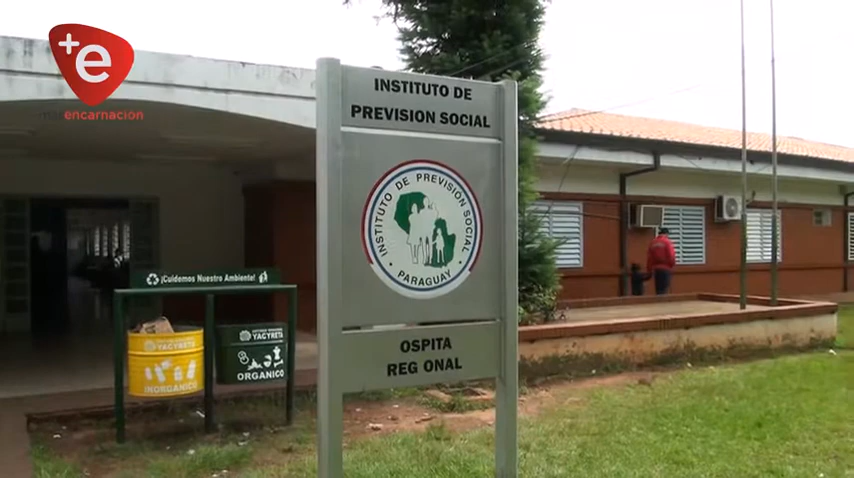 +e
encarnación
INSTITUTO DE
PREVISION SOCIAL
INSTITUTO DE PREVISIÓN SOCIAL
• PARAGUAY •
OSPITA
REG ONAL
¡Cuidemos Nuestro Ambiente!
YACYRETA
INORGANICO
YACYRETA
ORGANICO